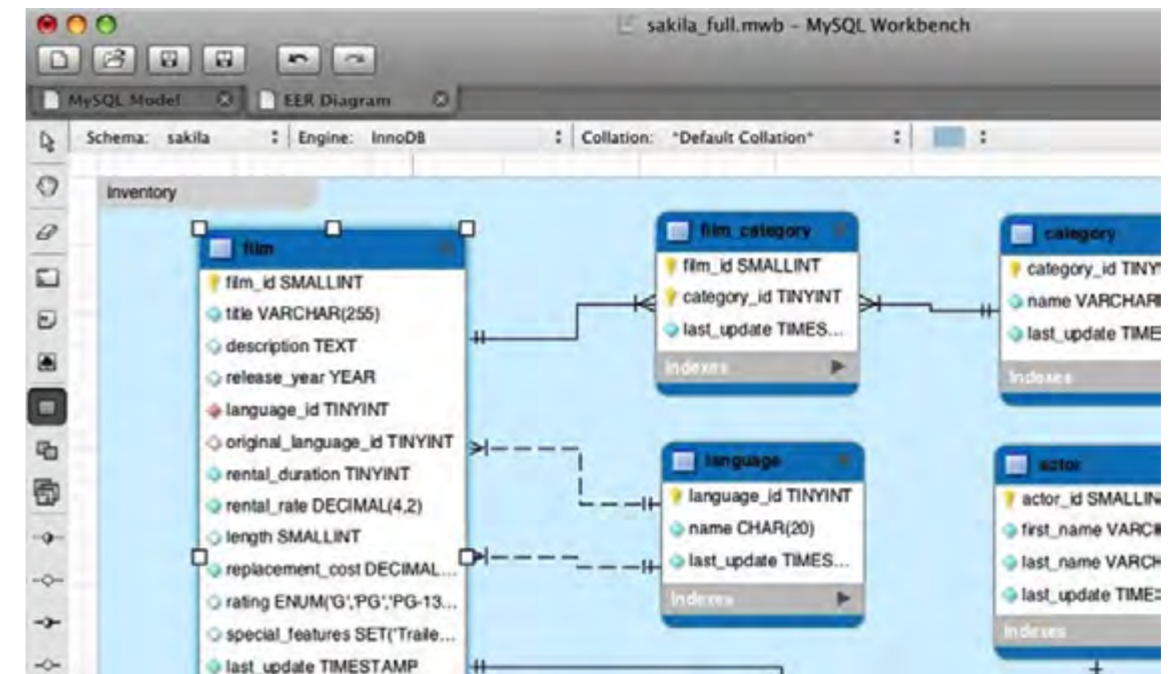 sakila_full.mwb - MySQL Workbench
MySQL Model
EER Diagram
Schema: sakila
Engine: InnoDB
Collation: *Default Collation*
Inventory
film
film_id SMALLINT
title VARCHAR(255)
description TEXT
release_year YEAR
language_id TINYINT
original_language_id TINYINT
rental_duration TINYINT
rental_rate DECIMAL(4,2)
length SMALLINT
replacement_cost DECIMAL...
rating ENUM('G','PG','PG-13...
special_features SET('Traile...
last_update TIMESTAMP
film_category
film_id SMALLINT
category_id TINYINT
last_update TIMES...
Indexes
language
language_id TINYINT
name CHAR(20)
last_update TIMES...
Indexes
category
category_id TINY
name VARCHAR
last_update TIME
Indexes
actor
actor_id SMALLIN
first_name VARC
last_name VARCH
last_update TIME
Indexes